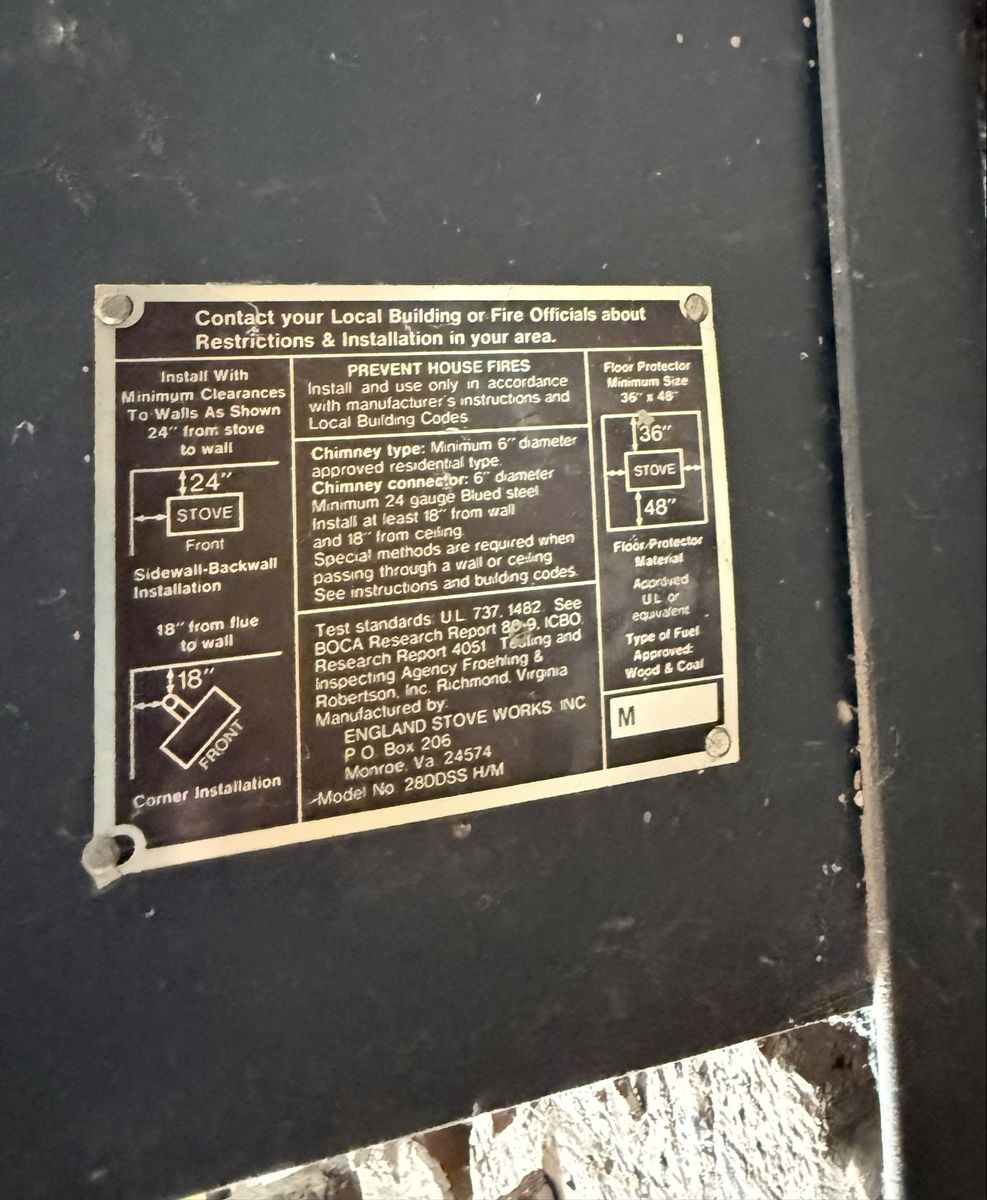 Contact your Local Building or Fire Officials about
Restrictions & Installation in your area.
Install With
Minimum Clearances
To Walls As Shown
24" from stove
to wall
24"
STOVE
Front
Sidewall-Backwall
Installation
18" from flue
to wall
18"
FRONT
Corner Installation
PREVENT HOUSE FIRES
Install and use only in accordance
with manufacturer's instructions and
Local Building Codes
Chimney type: Minimum 6" diameter
approved residential type.
Chimney connector: 6" diameter
Minimum 24 gauge Blued steel
Install at least 18" from wall
and 18" from ceiling.
Special methods are required when
passing through a wall or ceiling
See instructions and building codes.
Test standards: U.L. 737, 1482. See
BOCA Research Report ICBO
Research Report 4051 Testing and
Inspecting Agency Froehling &
Robertson, Inc. Richmond, Virginia
Manufactured by:
ENGLAND STOVE WORKS, INC
P.O. Box 206
Monroe, Va. 24574
Model No. 28DDSS H/M
Floor Protector
Minimum Size
36" x 48"
36"
STOVE
48"
Floor Protector
Material
Approved
U.L. or
equivalent
Type of Fuel
Approved:
Wood & Coal
M